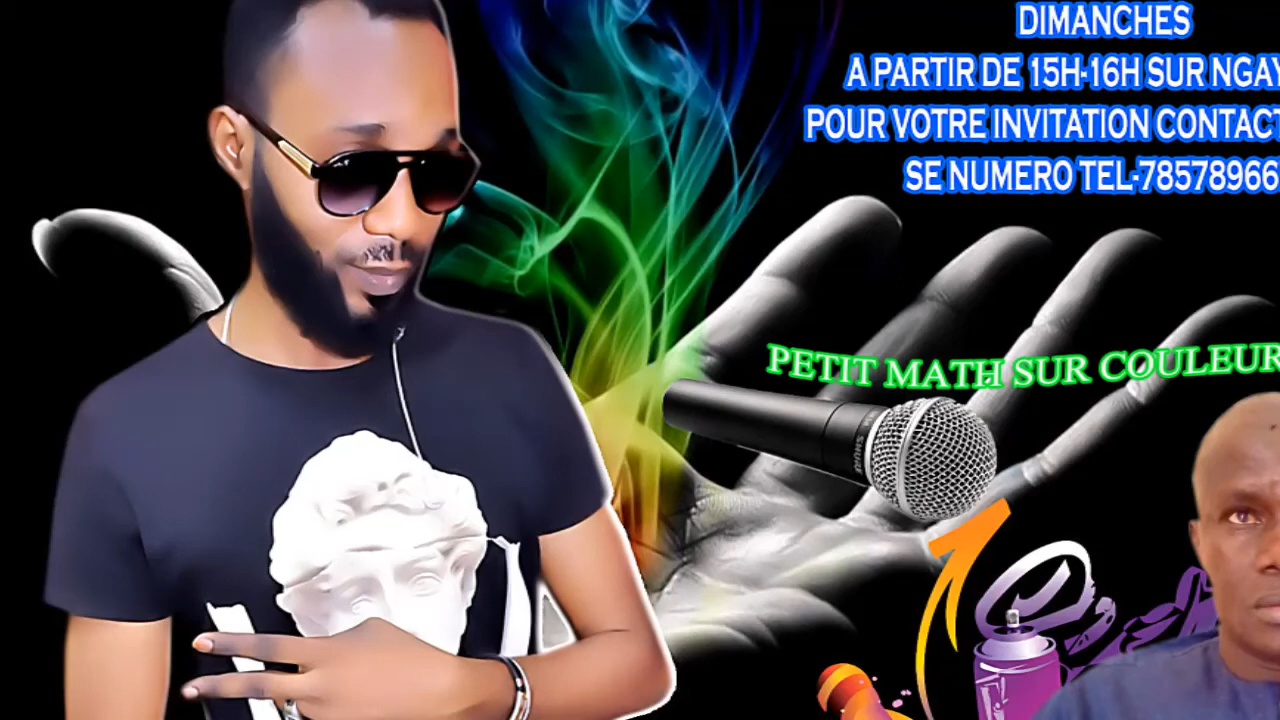 DIMANCHES
A PARTIR DE 15H-16H SUR NGAY
POUR VOTRE INVITATION CONTACT
SE NUMERO TEL-78578966
PETIT MATH SUR COULEUR
SHURE